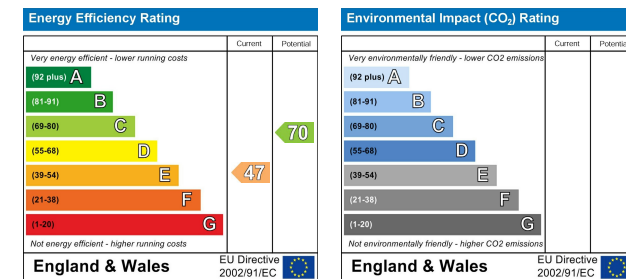 Energy Efficiency Rating
Current Potential
Very energy efficient - lower running costs
(92 plus) A
(81-91) B
(69-80) C
70
(55-68) D
(39-54) E
47
(21-38) F
(1-20) G
Not energy efficient - higher running costs
England & Wales
EU Directive
2002/91/EC
Environmental Impact (CO2) Rating
Current Potential
Very environmentally friendly - lower CO2 emissions
(92 plus) A
(81-91) B
(69-80) C
(55-68) D
(39-54) E
(21-38) F
(1-20) G
Not environmentally friendly - higher CO2 emissions
England & Wales
EU Directive
2002/91/EC